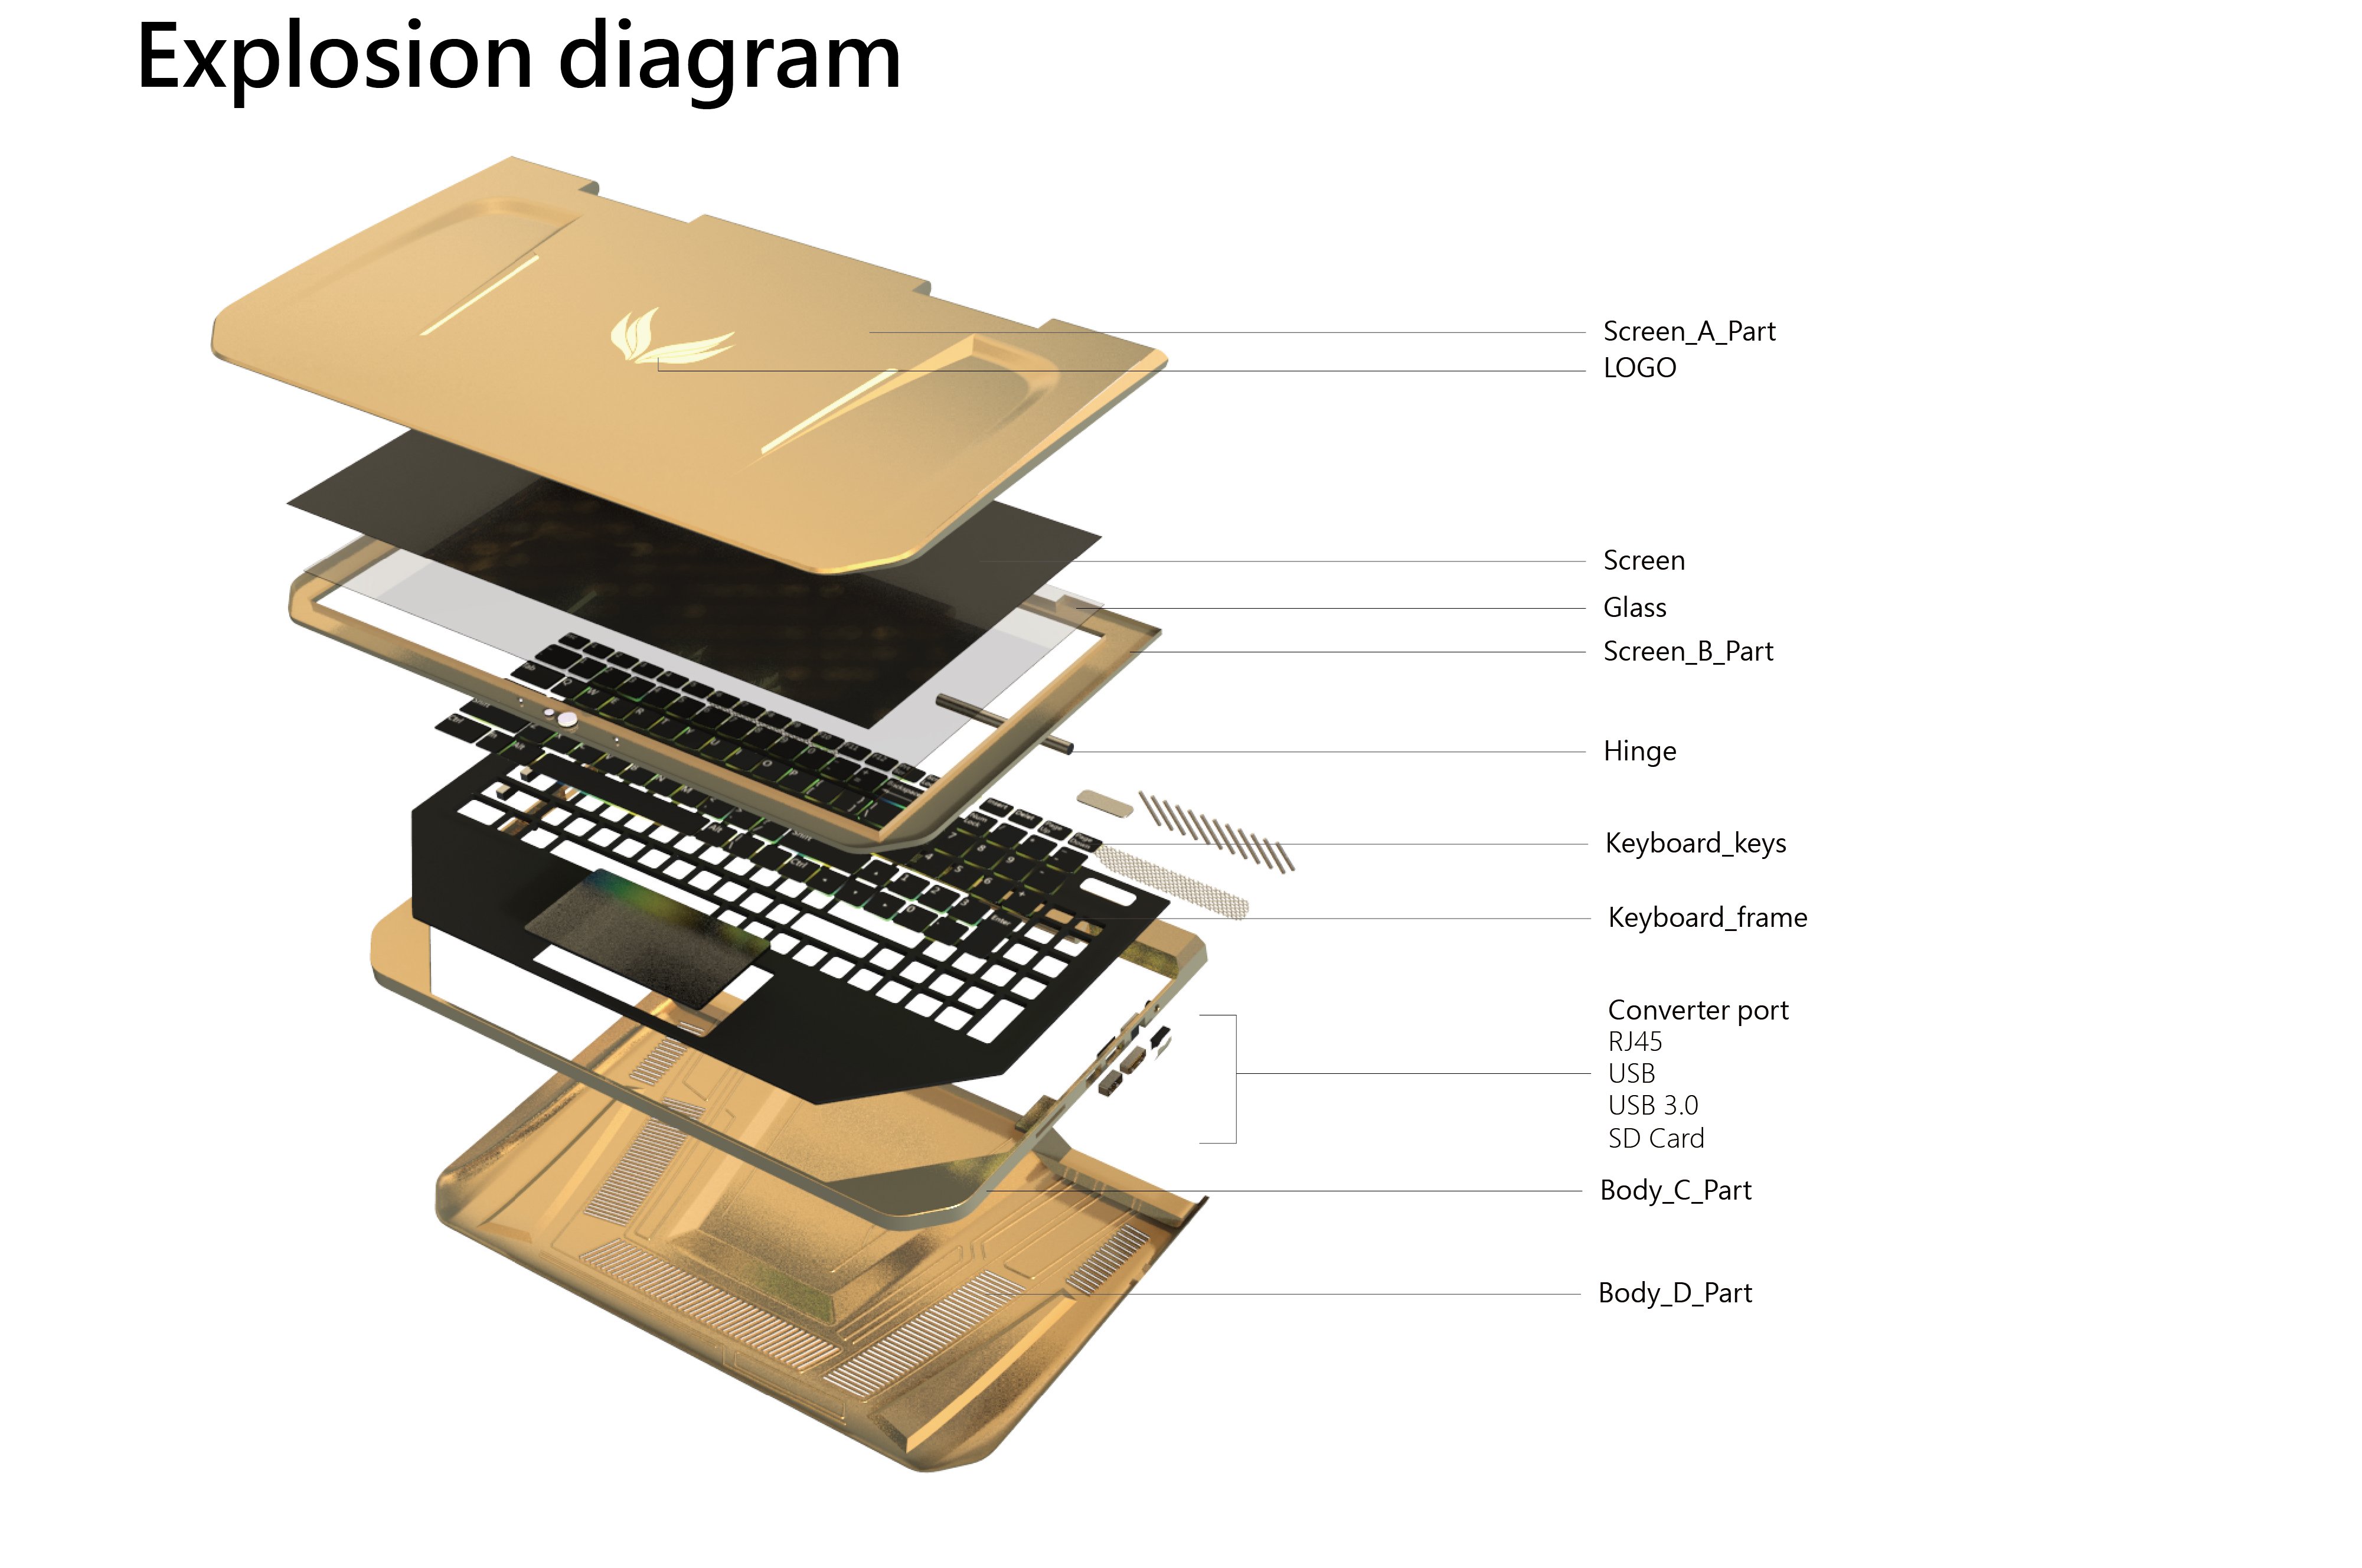 Explosion diagram
Screen_A_Part
LOGO
Screen
Glass
Screen_B_Part
Hinge
Keyboard_keys
Keyboard_frame
Converter port
RJ45
USB
USB 3.0
SD Card
Body_C_Part
Body_D_Part